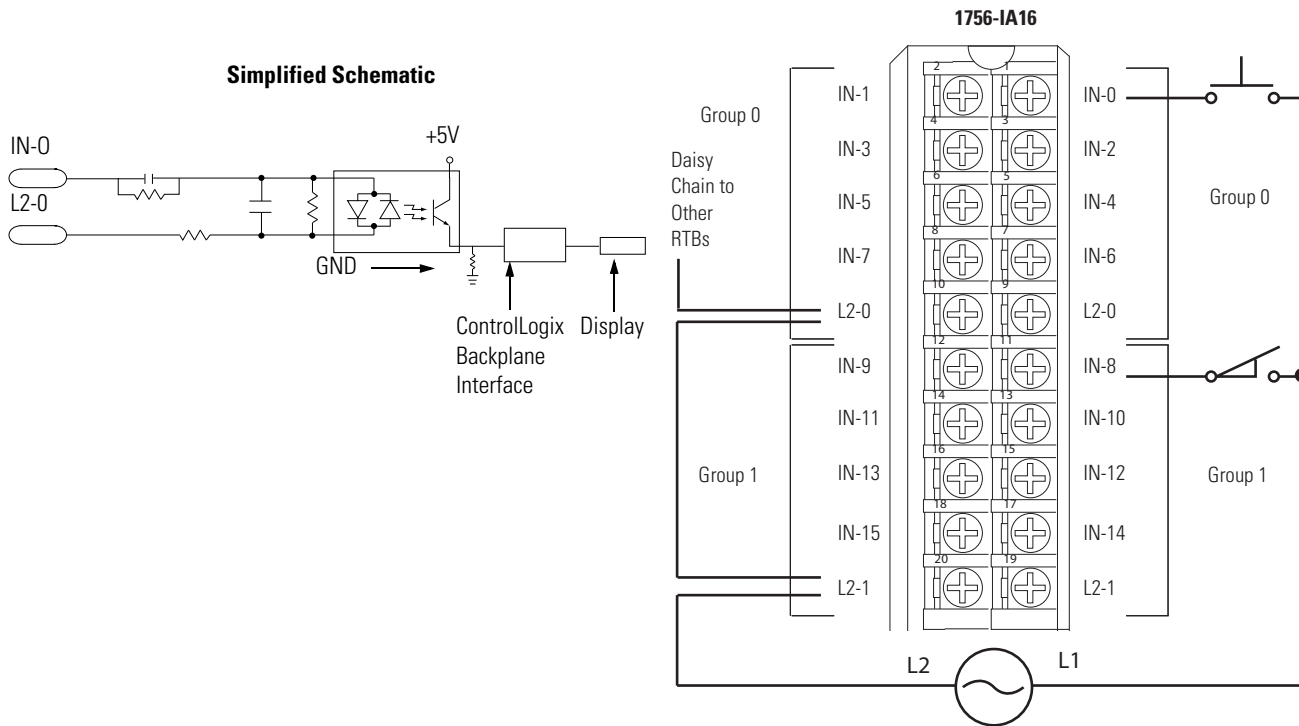 1756-IA16
Simplified Schematic
IN-0
L2-0
+5V
GND
ControlLogix
Backplane
Interface
Display
Group 0
Daisy
Chain to
Other
RTBs
Group 1
IN-1
IN-3
IN-5
IN-7
L2-0
IN-9
IN-11
IN-13
IN-15
L2-1
2 1
4 3
6 5
8 7
10 9
12 11
14 13
16 15
18 17
20 19
IN-0
IN-2
IN-4
IN-6
L2-0
IN-8
IN-10
IN-12
IN-14
L2-1
Group 0
Group 1
L2
L1